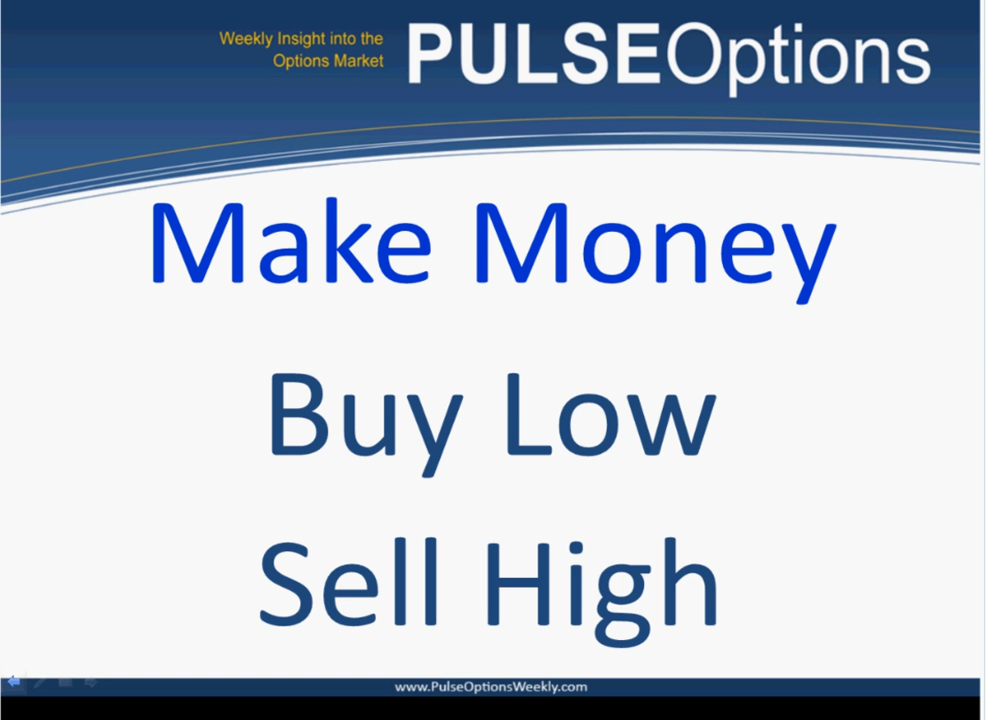 Weekly Insight into the
Options Market
PULSEOptions
Make Money
Buy Low
Sell High
www.PulseOptionsWeekly.com